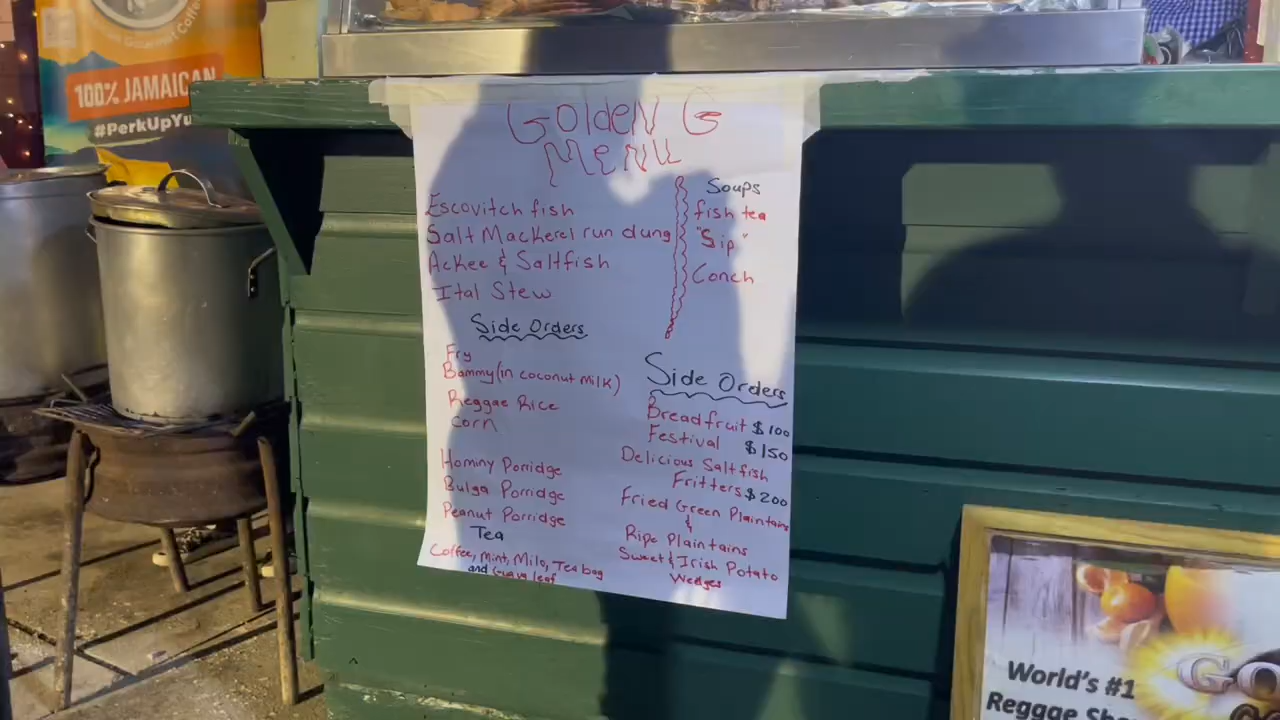 100% JAMAICAN
#PerkUpYu
Golden G
Menu
Escovitch fish
Salt Mackerel run dung
Ackee & Saltfish
Ital Stew
Soups
fish tea
"Sip"
Conch
Side Orders
Fry
Bammy (in coconut milk)
Reggae Rice
Corn
Hominy Porridge
Bulga Porridge
Peanut Porridge
Tea
Coffee, Mint, Milo, Tea bag
and Guava leaf
Side Orders
Breadfruit $100
Festival $150
Delicious Saltfish
Fritters $200
Fried Green Plaintains
&
Ripe Plaintains
Sweet & Irish Potato
Wedges
World's #1
Reggae
GO